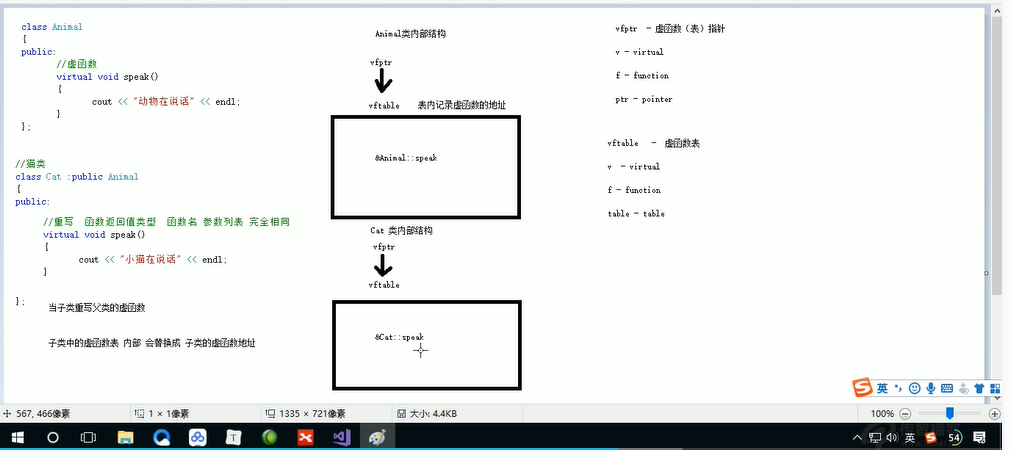 class Animal
{
public:
//虚函数
virtual void speak()
{
cout << "动物在说话" << endl;
}
};
//猫类
class Cat :public Animal
{
public:
//重写 函数返回值类型 函数名 参数列表 完全相同
virtual void speak()
{
cout << "小猫在说话" << endl;
}
};
当子类重写父类的虚函数
子类中的虚函数表 内部 会替换成 子类的虚函数地址
Animal类内部结构
vfptr
vftable 表内记录虚函数的地址
&Animal::speak
Cat 类内部结构
vfptr
vftable
&Cat::speak
vfptr - 虚函数（表）指针
v - virtual
f - function
ptr - pointer
vftable - 虚函数表
v - virtual
f - function
table - table
英
567, 466像素
1 × 1像素
1335 × 721像素
大小: 4.4KB
100%
英
54